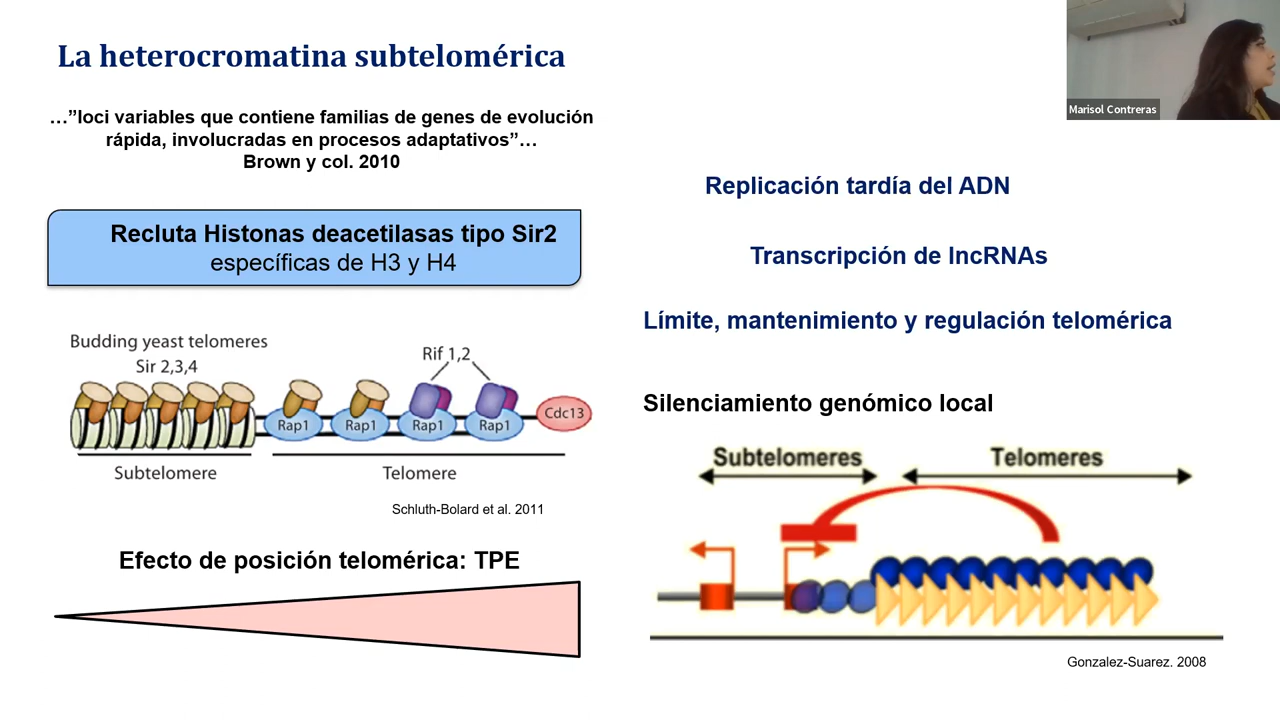 La heterocromatina subtelomérica
Marisol Contreras
…”loci variables que contiene familias de genes de evolución
rápida, involucradas en procesos adaptativos”…
Brown y col. 2010
Recluta Histonas deacetilasas tipo Sir2
específicas de H3 y H4
Budding yeast telomeres
Sir 2,3,4
Rif 1,2
Rap1
Rap1
Rap1
Rap1
Cdc13
Subtelomere
Telomere
Schluth-Bolard et al. 2011
Efecto de posición telomérica: TPE
Replicación tardía del ADN
Transcripción de lncRNAs
Límite, mantenimiento y regulación telomérica
Silenciamiento genómico local
Subtelomeres
Telomeres
Gonzalez-Suarez. 2008